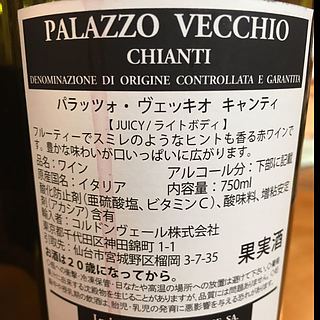 PALAZZO VECCHIO
CHIANTI
DENOMINAZIONE DI ORIGINE CONTROLLATA E GARANTITA
パラッツォ・ヴェッキオ キャンティ
【JUICY/ライトボディ】
フルーティーでスミレのようなヒントも香る赤ワインで
す。豊かな味わいが口いっぱいに広がります。
品名：ワイン アルコール分：下部に記載
原産国名：イタリア 内容量：750ml
酸化防止剤（亜硫酸塩、ビタミンC）、酸味料、増粘安定
剤（アカシア）含有
輸入者：コルドンヴェール株式会社
東京都千代田区神田錦町1-1
引取先：仙台市宮城野区榴岡3-7-35
果実酒
お酒は20歳になってから。